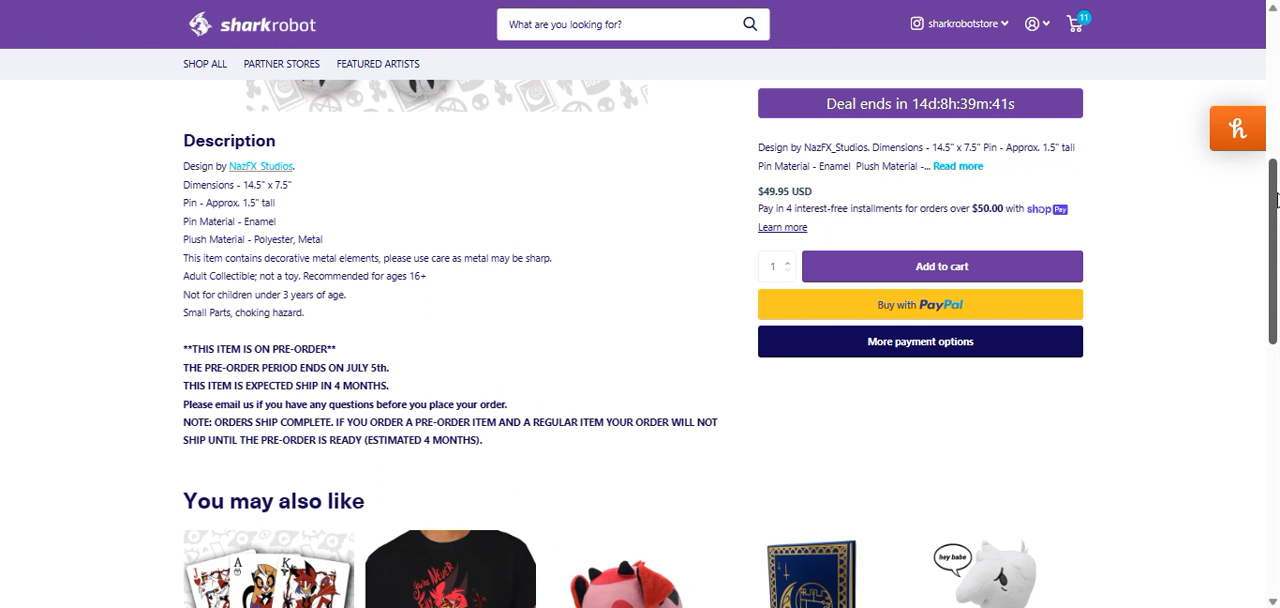 sharkrobot
What are you looking for?
sharkrobotstore
11
SHOP ALL
PARTNER STORES
FEATURED ARTISTS
Deal ends in 14d:8h:39m:41s
Description
Design by NazFX_Studios.
Dimensions - 14.5" x 7.5"
Pin - Approx. 1.5" tall
Pin Material - Enamel
Plush Material - Polyester, Metal
This item contains decorative metal elements, please use care as metal may be sharp.
Adult Collectible; not a toy. Recommended for ages 16+
Not for children under 3 years of age.
Small Parts, choking hazard.
**THIS ITEM IS ON PRE-ORDER**
THE PRE-ORDER PERIOD ENDS ON JULY 5th.
THIS ITEM IS EXPECTED SHIP IN 4 MONTHS.
Please email us if you have any questions before you place your order.
NOTE: ORDERS SHIP COMPLETE. IF YOU ORDER A PRE-ORDER ITEM AND A REGULAR ITEM YOUR ORDER WILL NOT
SHIP UNTIL THE PRE-ORDER IS READY (ESTIMATED 4 MONTHS).
Design by NazFX_Studios. Dimensions - 14.5" x 7.5" Pin - Approx. 1.5" tall
Pin Material - Enamel Plush Material -... Read more
$49.95 USD
Pay in 4 interest-free installments for orders over $50.00 with shop Pay
Learn more
1
Add to cart
Buy with PayPal
More payment options
You may also like
J
A
K
YOU'RE NEVER
hey babe